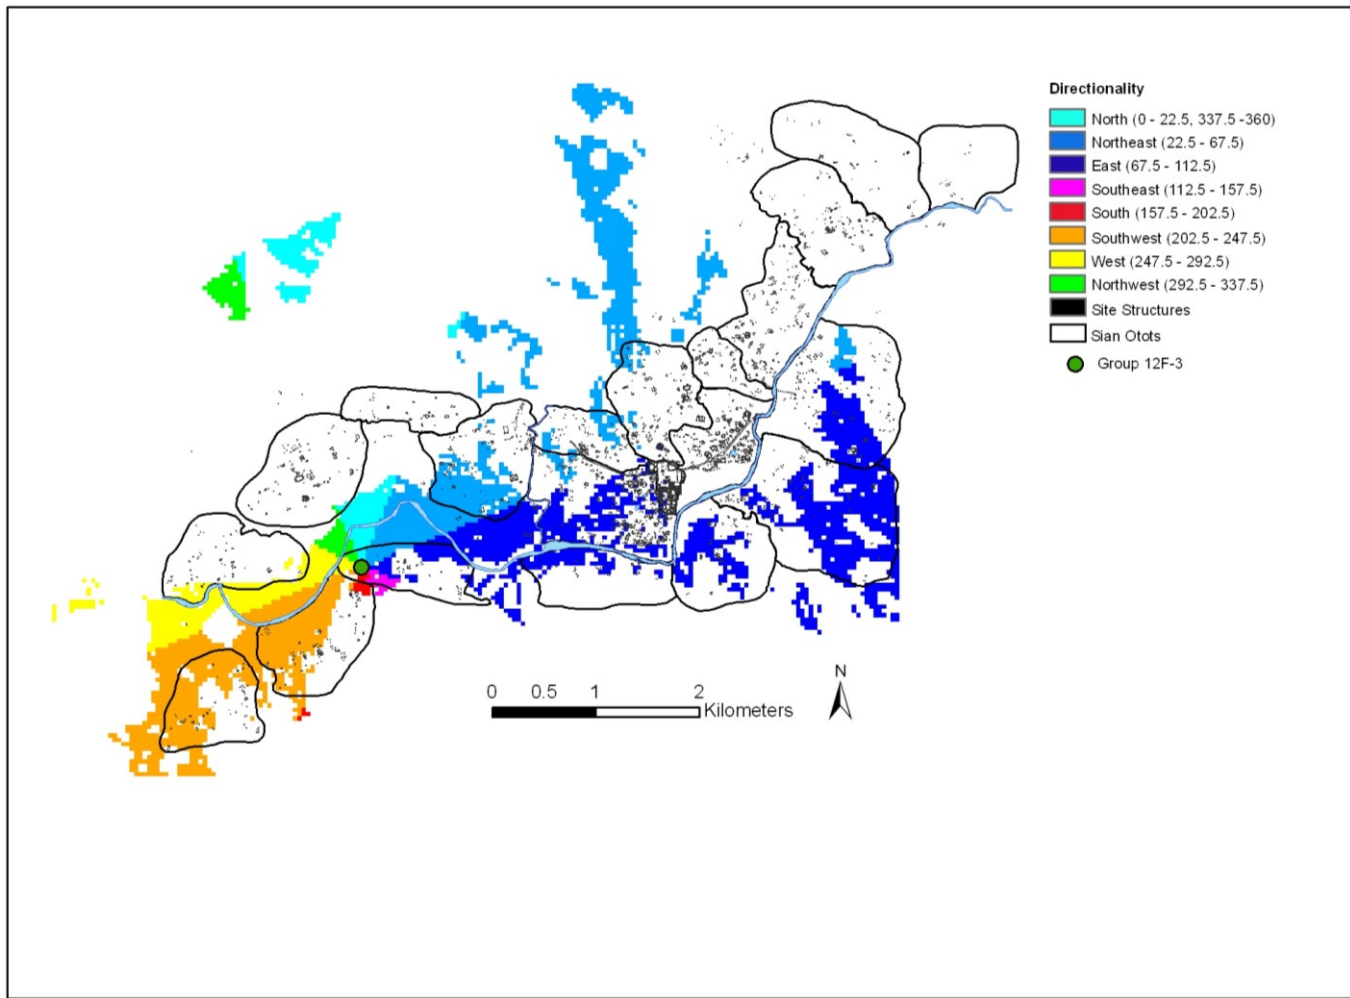 Directionality
North (0 - 22.5, 337.5 -360)
Northeast (22.5 - 67.5)
East (67.5 - 112.5)
Southeast (112.5 - 157.5)
South (157.5 - 202.5)
Southwest (202.5 - 247.5)
West (247.5 - 292.5)
Northwest (292.5 - 337.5)
Site Structures
Sian Otots
Group 12F-3
N
0 0.5 1 2
Kilometers